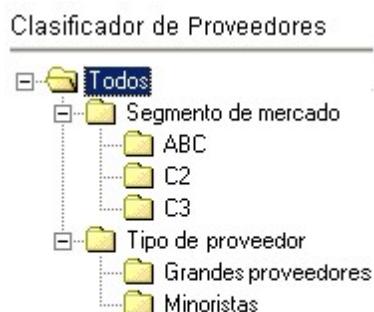 Clasificador de Proveedores
Todos
Segmento de mercado
ABC
C2
C3
Tipo de proveedor
Grandes proveedores
Minoristas